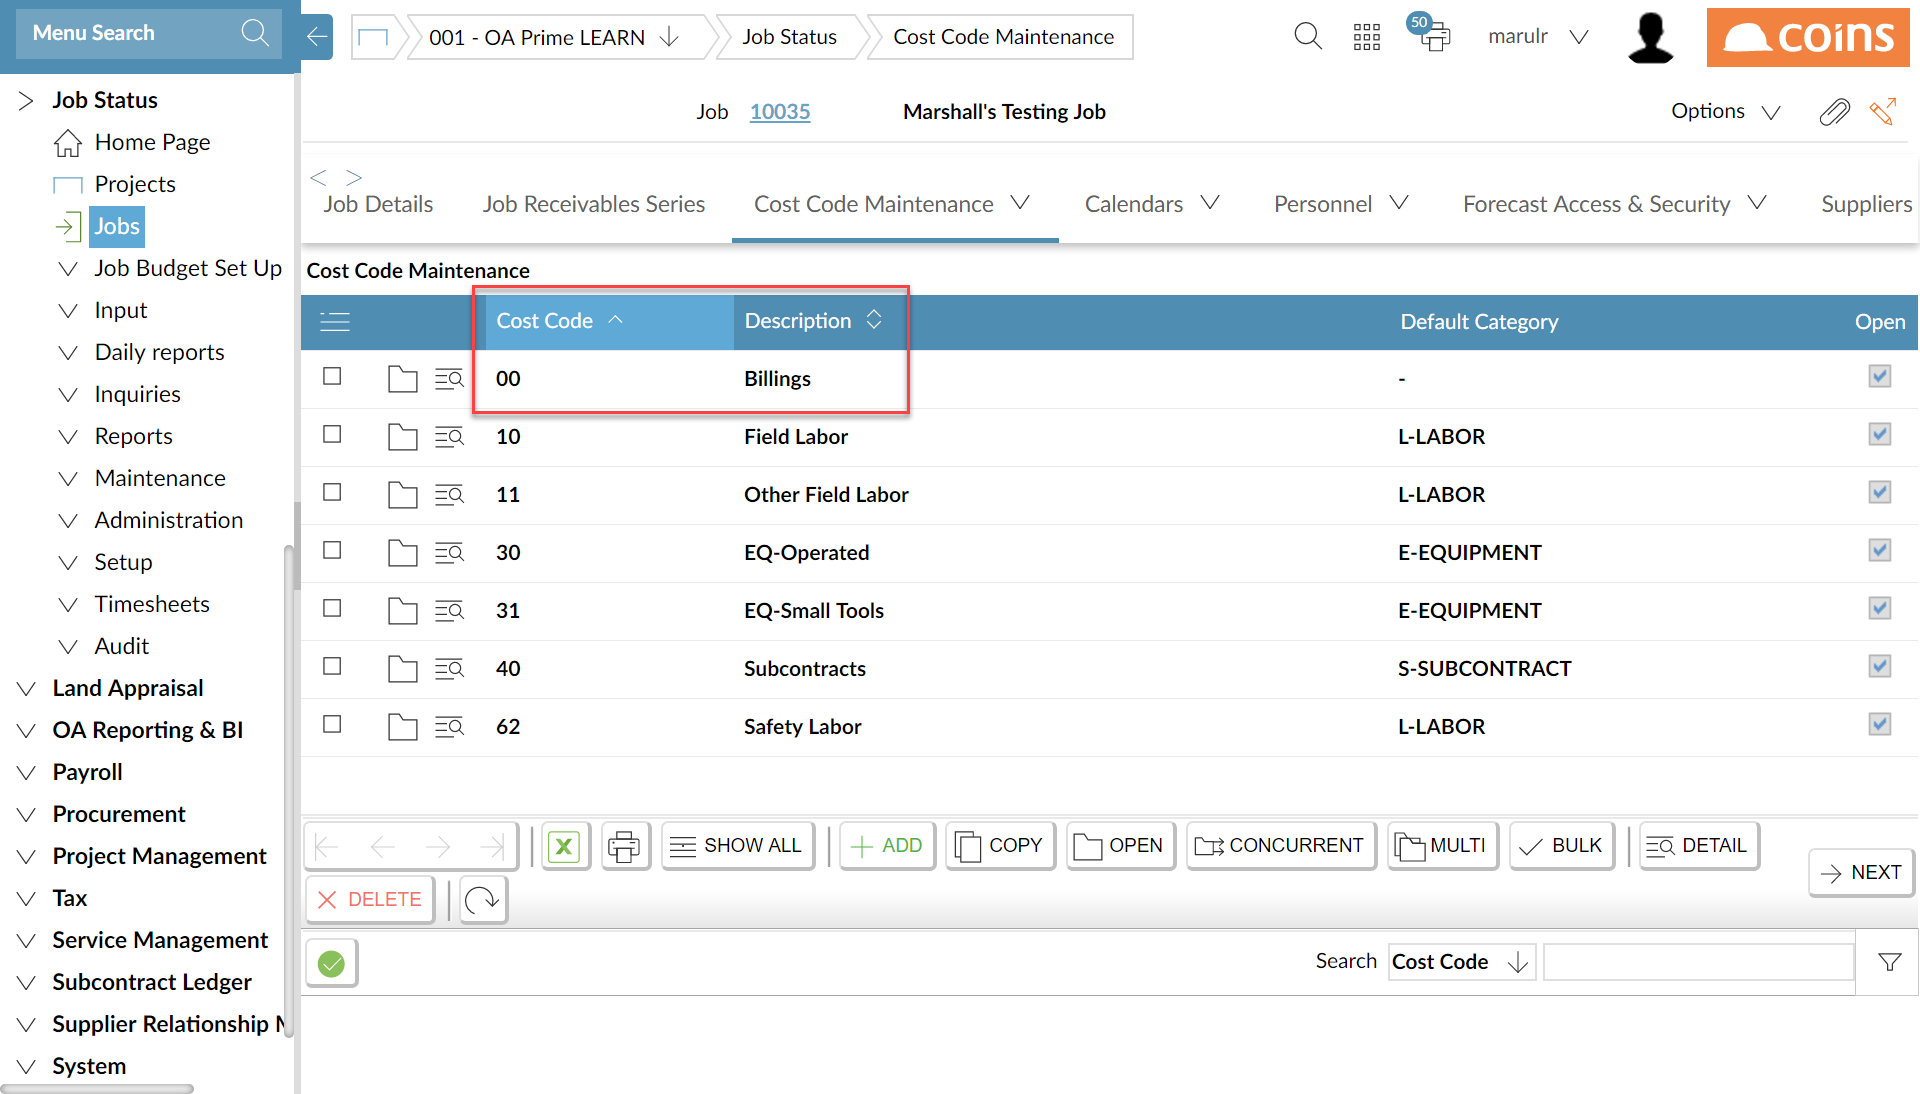 Menu Search
001 - OA Prime LEARN
Job Status
Cost Code Maintenance
50
marulr
coins
Job Status
Home Page
Projects
Jobs
Job Budget Set Up
Input
Daily reports
Inquiries
Reports
Maintenance
Administration
Setup
Timesheets
Audit
Land Appraisal
OA Reporting & BI
Payroll
Procurement
Project Management
Tax
Service Management
Subcontract Ledger
Supplier Relationship M
System
Job 10035 Marshall's Testing Job
Options
Job Details Job Receivables Series Cost Code Maintenance Calendars Personnel Forecast Access & Security Suppliers
Cost Code Maintenance
Cost Code Description Default Category Open
00 Billings -
10 Field Labor L-LABOR
11 Other Field Labor L-LABOR
30 EQ-Operated E-EQUIPMENT
31 EQ-Small Tools E-EQUIPMENT
40 Subcontracts S-SUBCONTRACT
62 Safety Labor L-LABOR
X SHOW ALL ADD COPY OPEN CONCURRENT MULTI BULK DETAIL
NEXT
DELETE
Search Cost Code